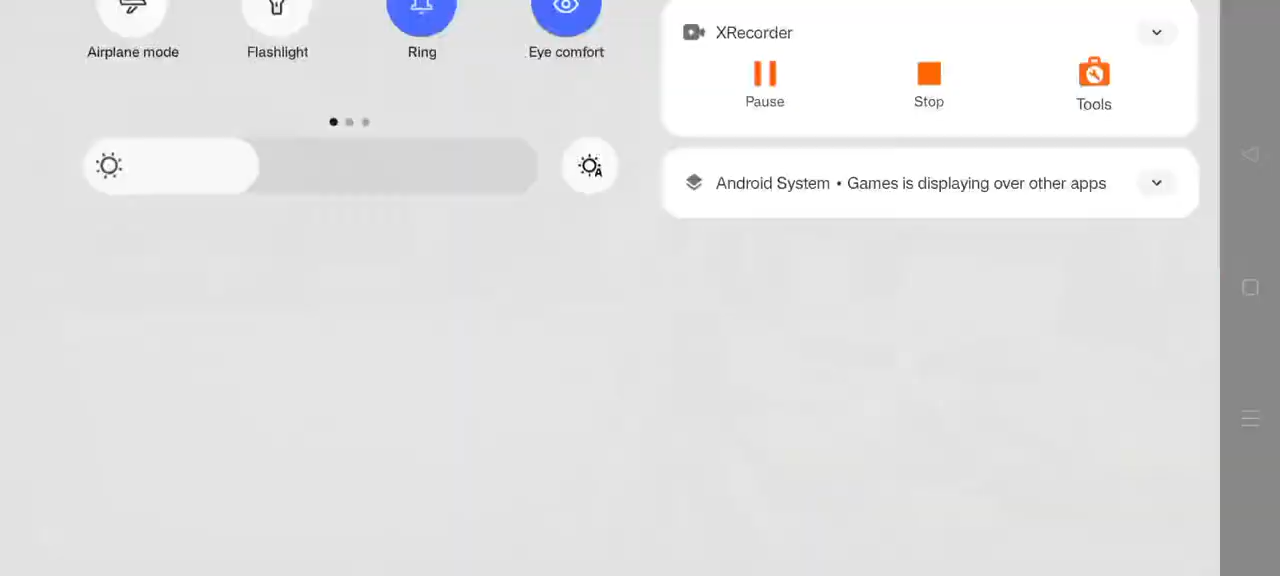 Airplane mode
Flashlight
Ring
Eye comfort
XRecorder
Pause
Stop
Tools
Android System • Games is displaying over other apps